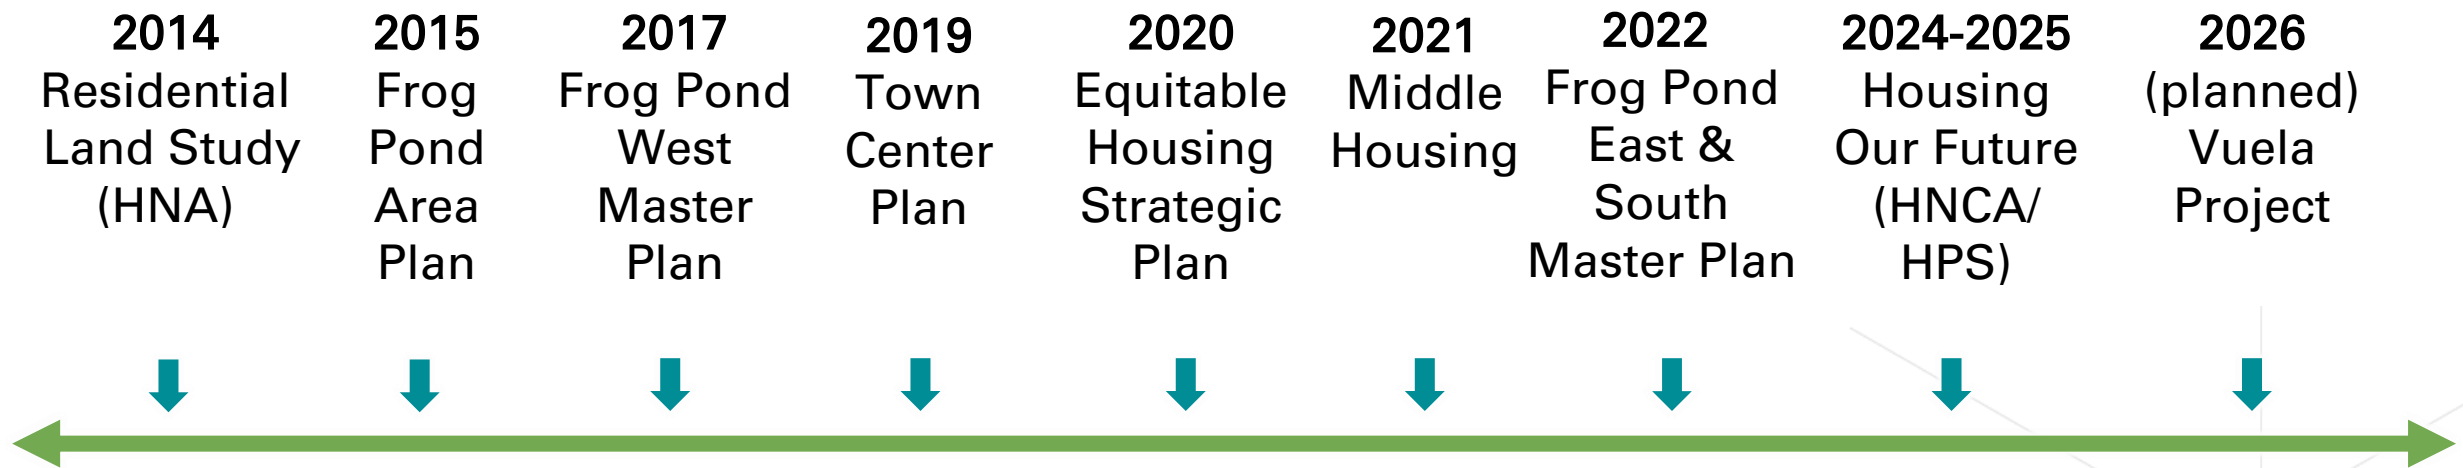 2014
Residential
Land Study
(HNA)
2015
Frog
Pond
Area
Plan
2017
Frog Pond
West
Master
Plan
2019
Town
Center
Plan
2020
Equitable
Housing
Strategic
Plan
2021
Middle
Housing
2022
Frog Pond
East &
South
Master Plan
2024-2025
Housing
Our Future
(HNCA/
HPS)
2026
(planned)
Vuela
Project